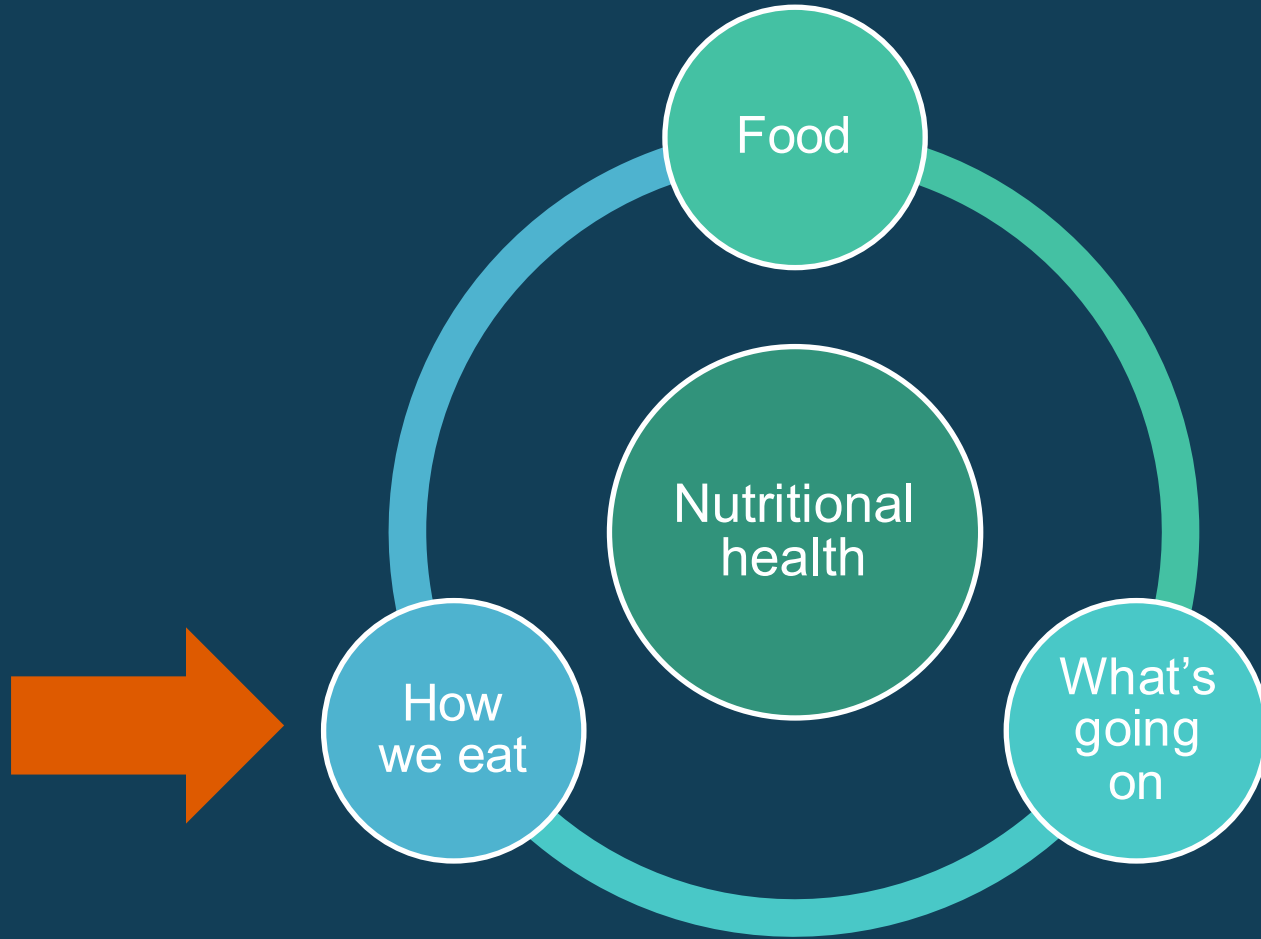 Food
Nutritional
health
How
we eat
What’s
going
on